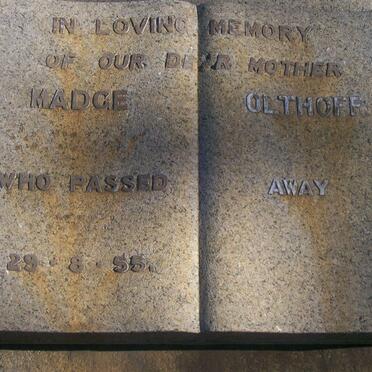 IN LOVING MEMORY
OF OUR DEAR MOTHER
MADGE OLTHOFF
WHO PASSED AWAY
29 · 8 · 55.